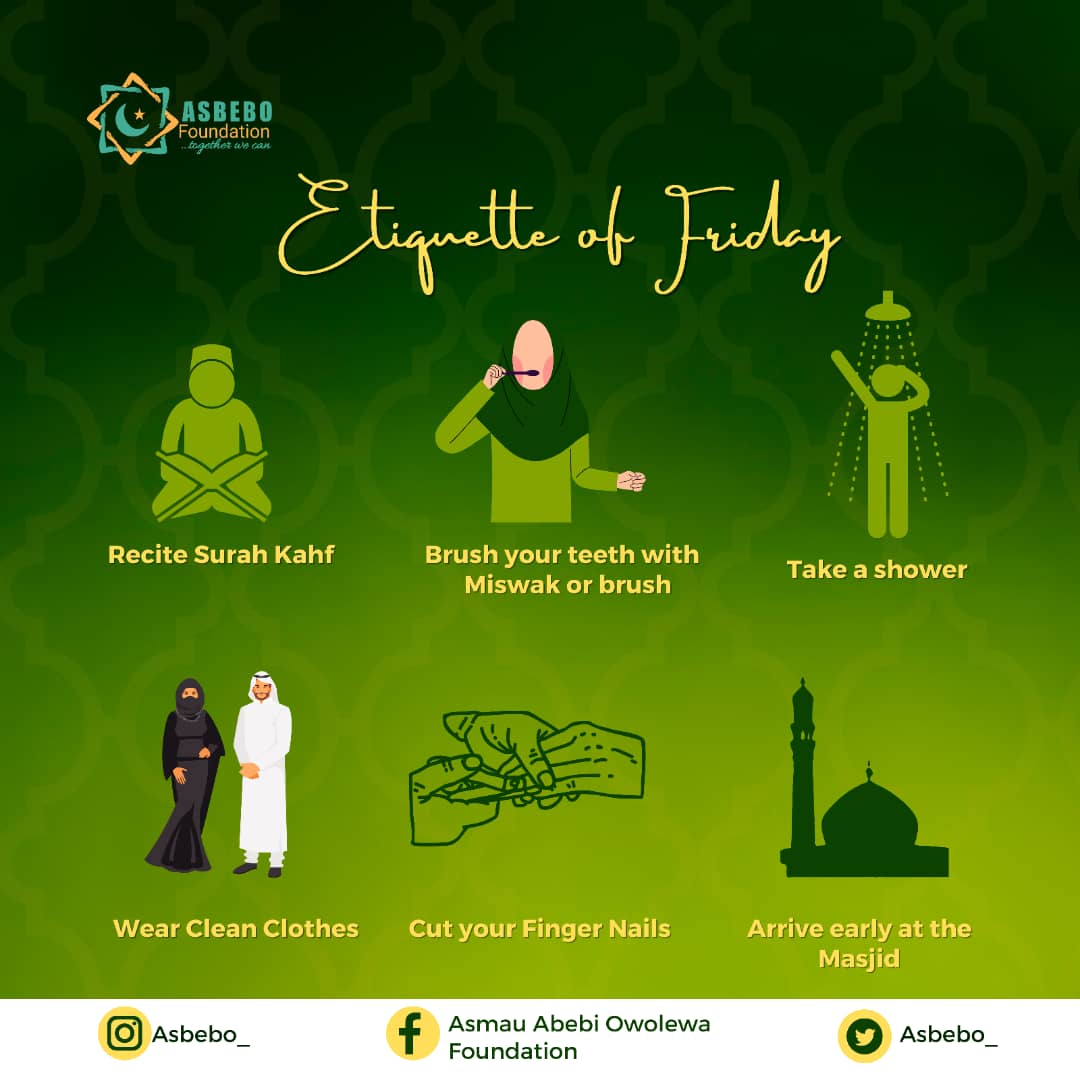 ASBEBO
Foundation
...together we can
Etiquette of Friday
Recite Surah Kahf
Brush your teeth with
Miswak or brush
Take a shower
Wear Clean Clothes
Cut your Finger Nails
Arrive early at the
Masjid
Asbebo_
Asmau Abebi Owolewa
Foundation
Asbebo_